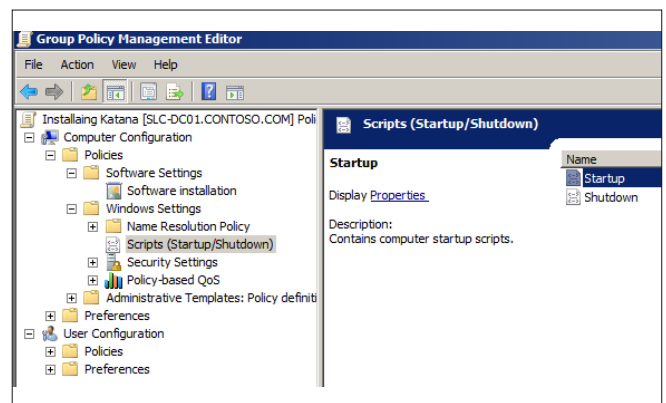 Group Policy Management Editor
File Action View Help
Installaing Katana [SLC-DC01.CONTOSO.COM] Poli
Computer Configuration
Policies
Software Settings
Software installation
Windows Settings
Name Resolution Policy
Scripts (Startup/Shutdown)
Security Settings
Policy-based QoS
Administrative Templates: Policy definiti
Preferences
User Configuration
Policies
Preferences
Scripts (Startup/Shutdown)
Startup
Display Properties
Description:
Contains computer startup scripts.
Name
Startup
Shutdown